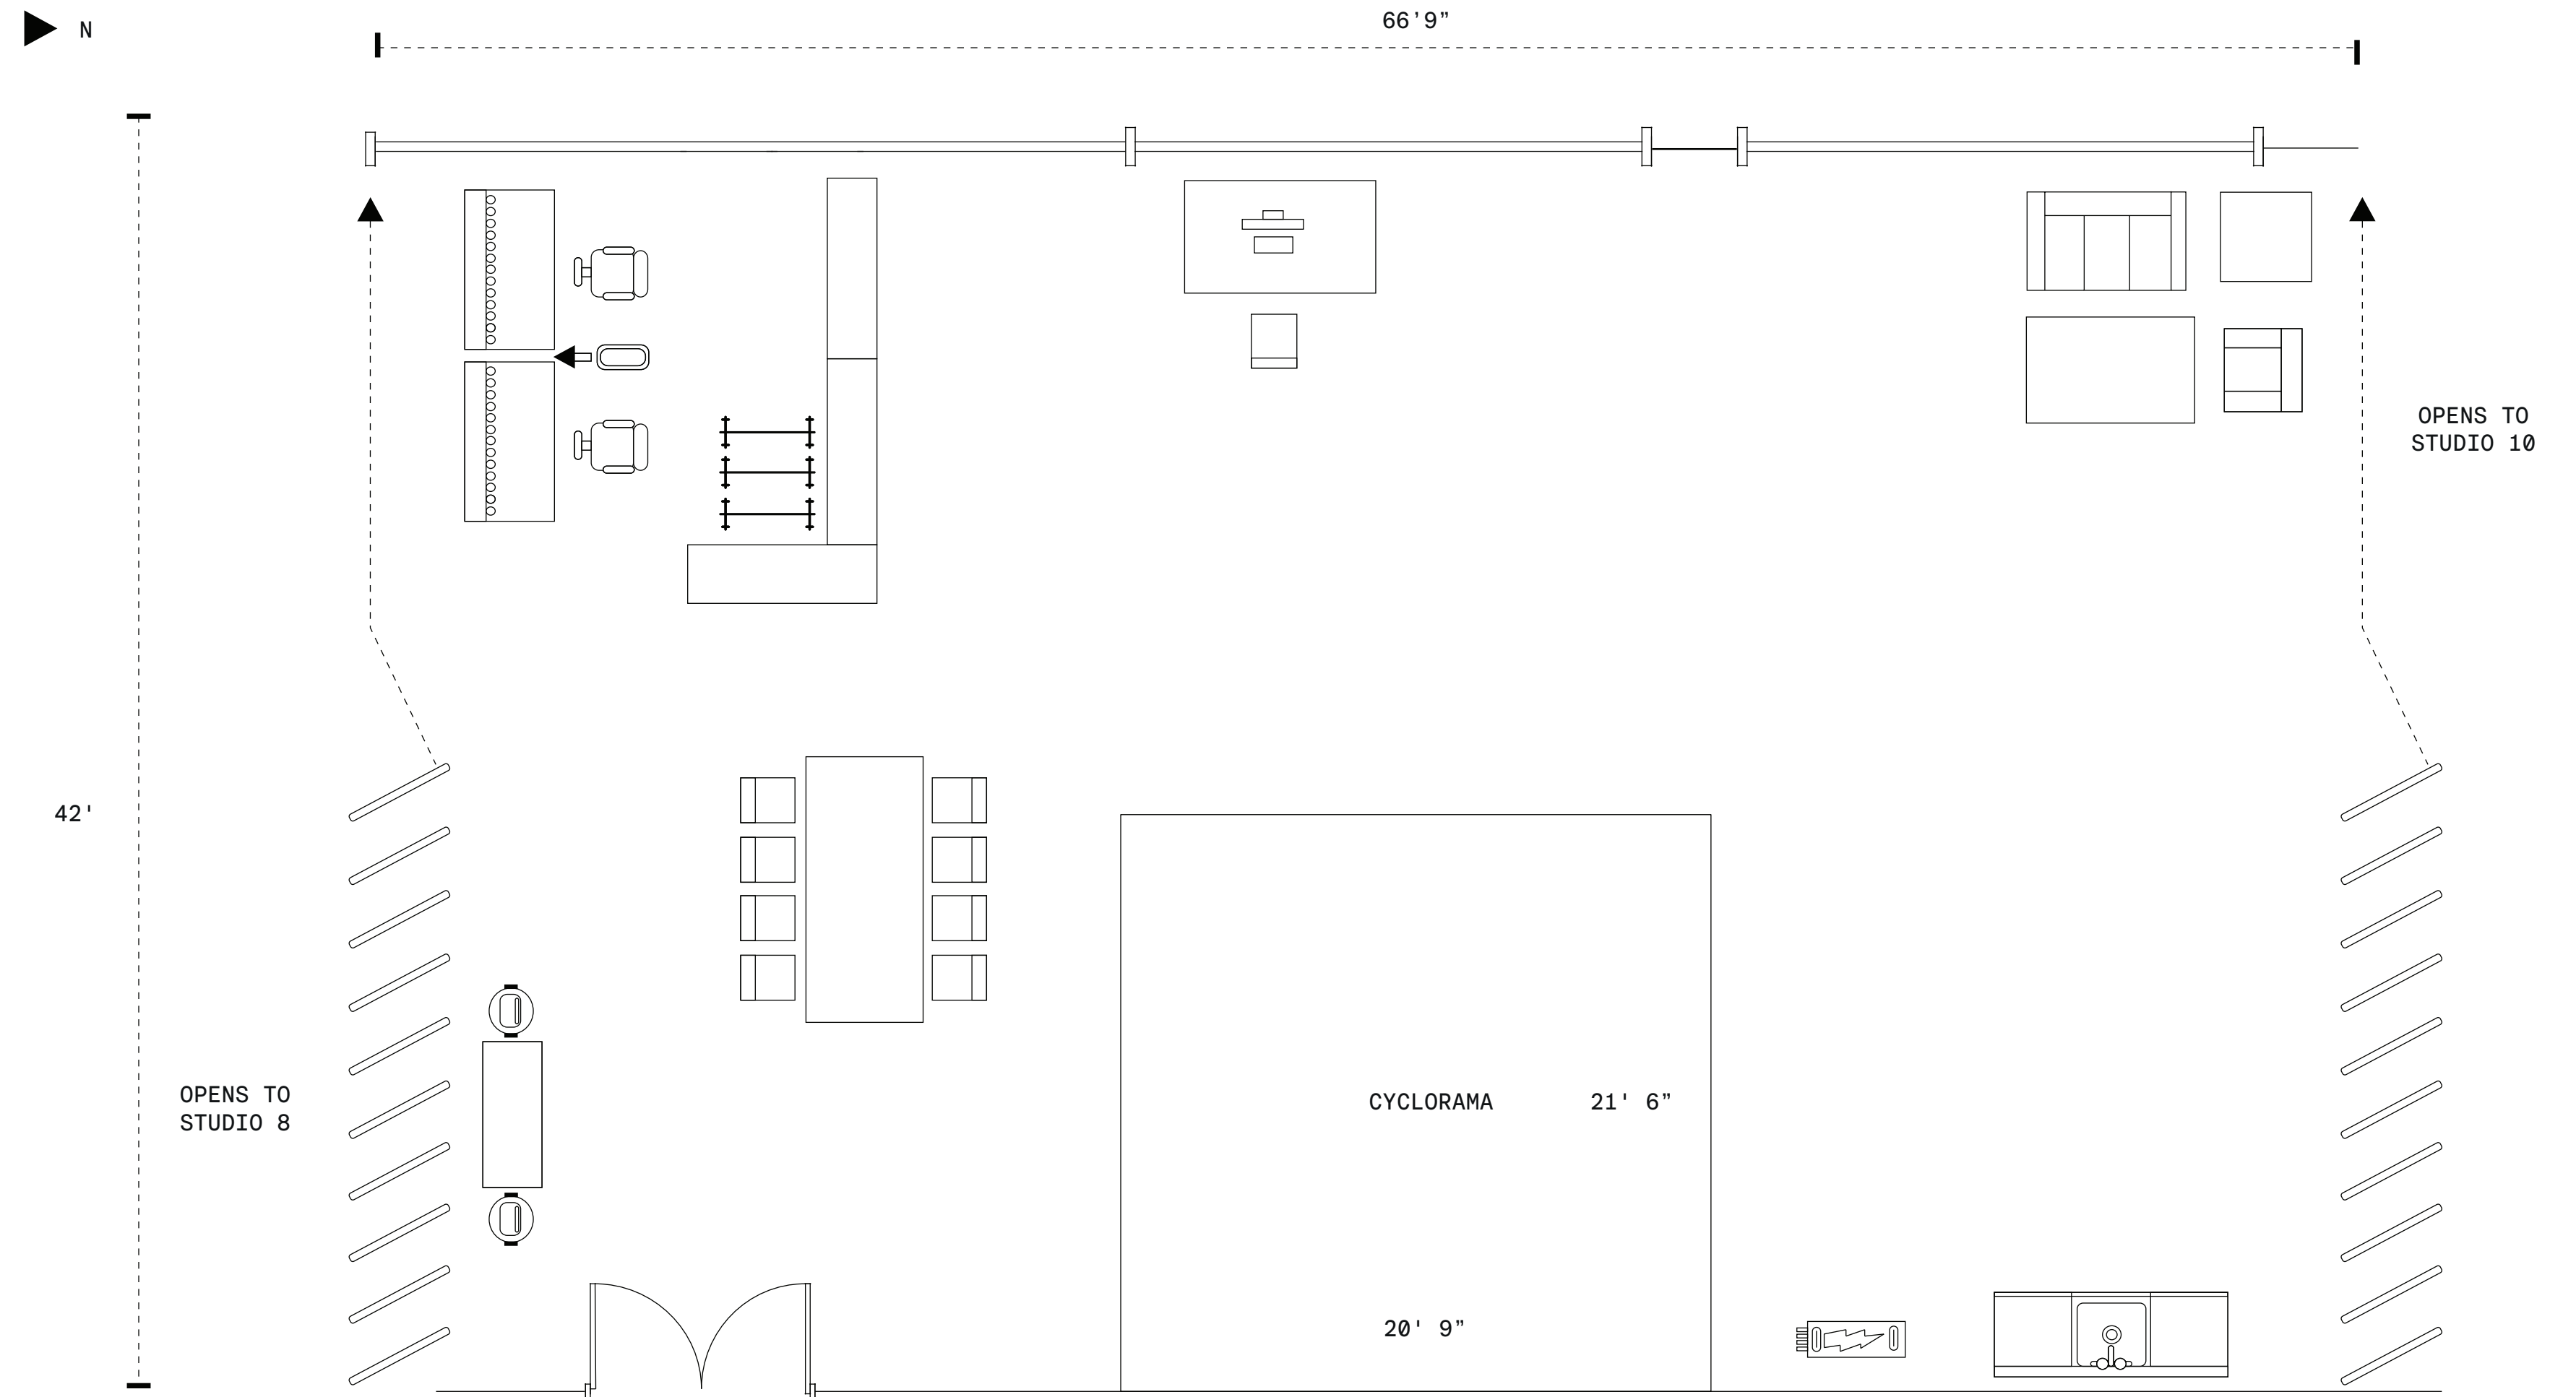 N
66’9”
OPENS TO
STUDIO 10
42'
OPENS TO
STUDIO 8
CYCLORAMA 21' 6”
20' 9”